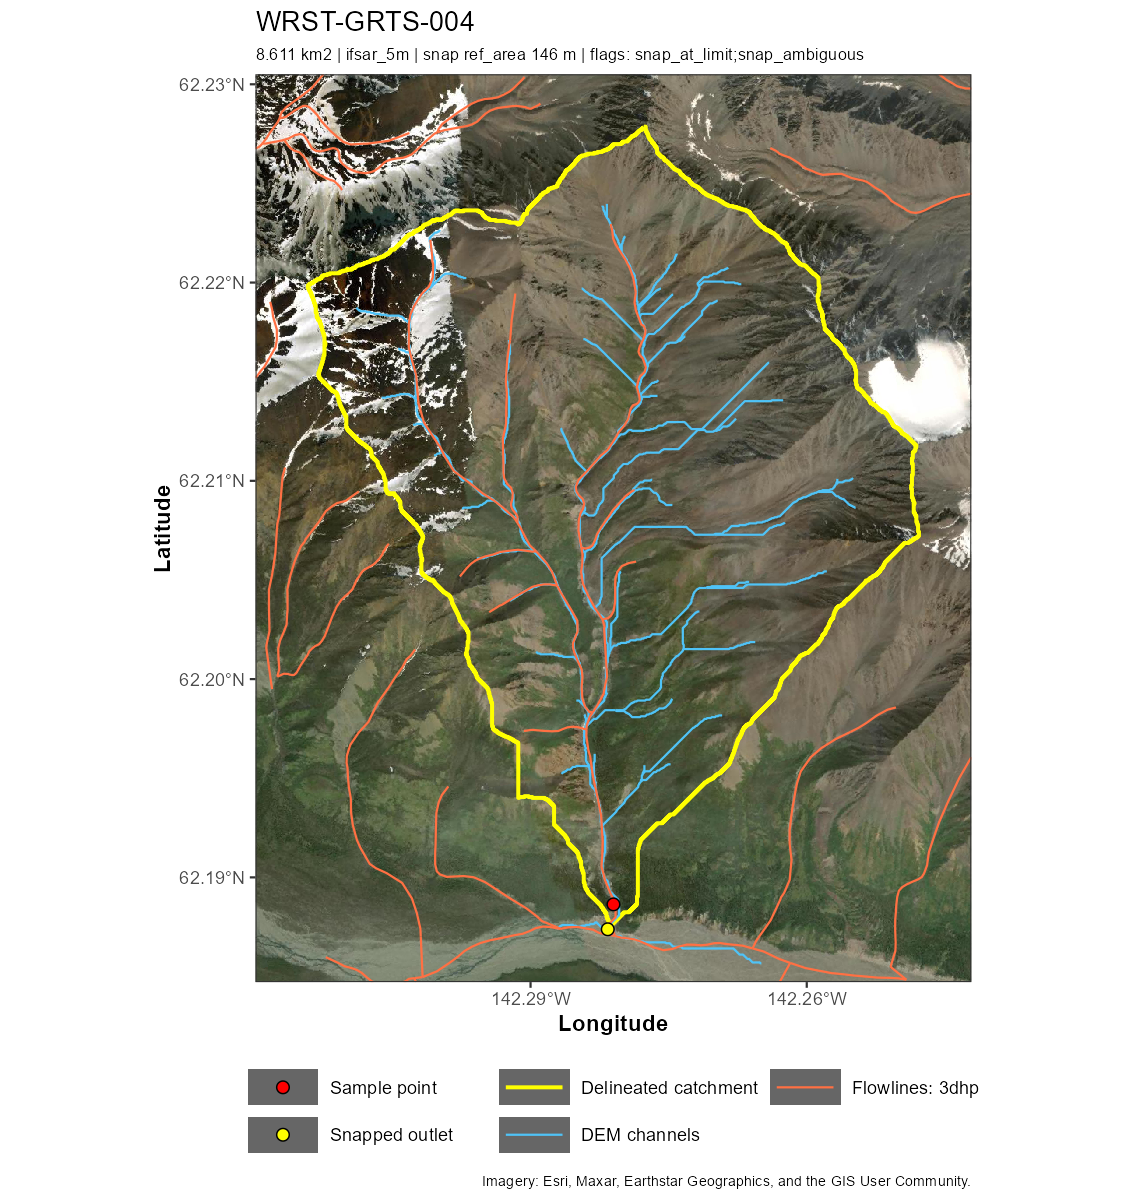 WRST-GRTS-004
8.611 km2 | ifsar_5m | snap ref_area 146 m | flags: snap_at_limit;snap_ambiguous
62.23°N
62.22°N
62.21°N
62.20°N
62.19°N
Latitude
142.29°W 142.26°W
Longitude
Sample point Delineated catchment Flowlines: 3dhp
Snapped outlet DEM channels
Imagery: Esri, Maxar, Earthstar Geographics, and the GIS User Community.